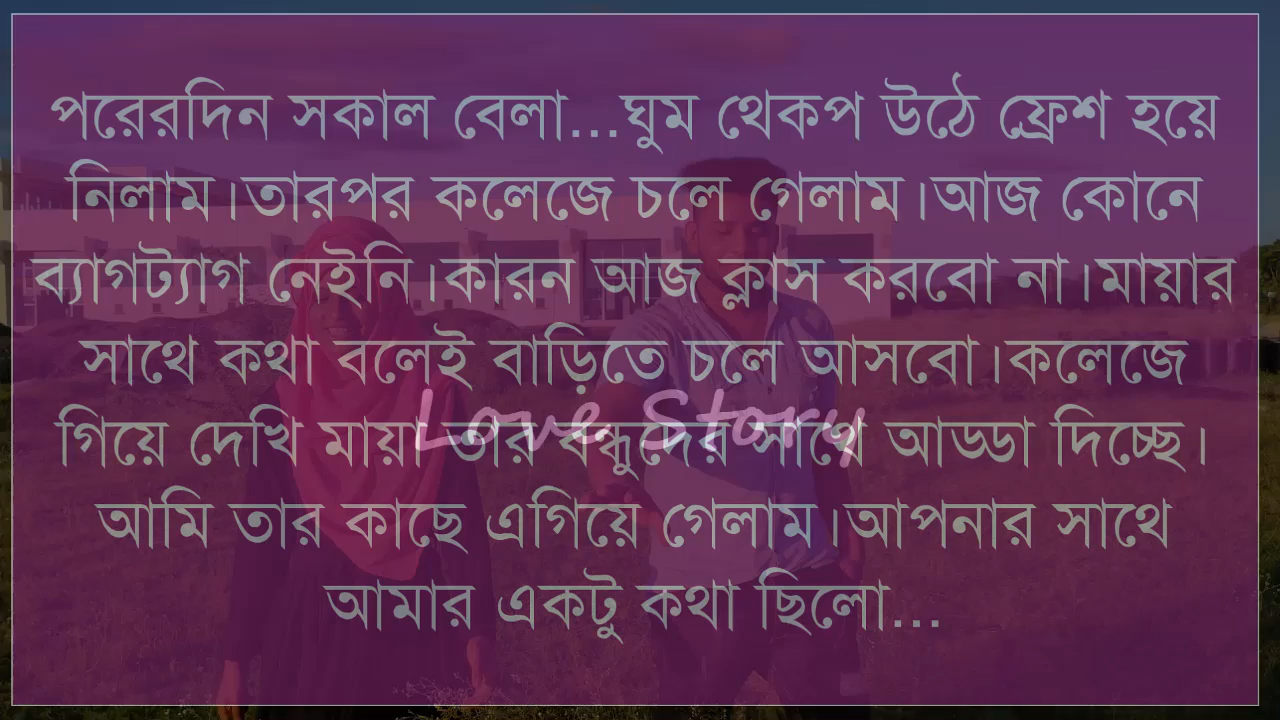 পরেরদিন সকাল বেলা...ঘুম থেকপ উঠে ফ্রেশ হয়ে
নিলাম।তারপর কলেজে চলে গেলাম।আজ কোনে
ব্যাগট্যাগ নেইনি।কারন আজ ক্লাস করবো না।মায়ার
সাথে কথা বলেই বাড়িতে চলে আসবো।কলেজে
গিয়ে দেখি মায়া তার বন্ধুদের সাথে আড্ডা দিচ্ছে।
Love Story
আমি তার কাছে এগিয়ে গেলাম।আপনার সাথে
আমার একটু কথা ছিলো...